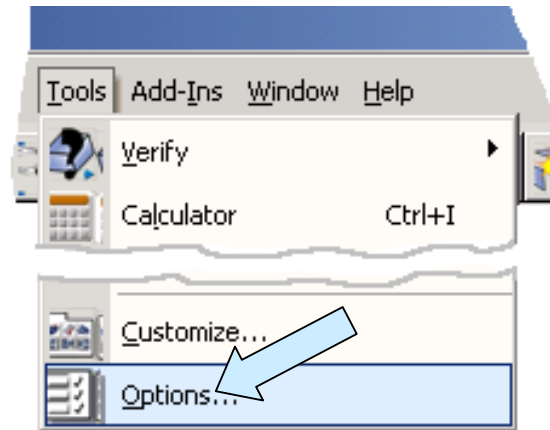 Tools Add-Ins Window Help
Verify
Calculator Ctrl+I
Customize...
Options...